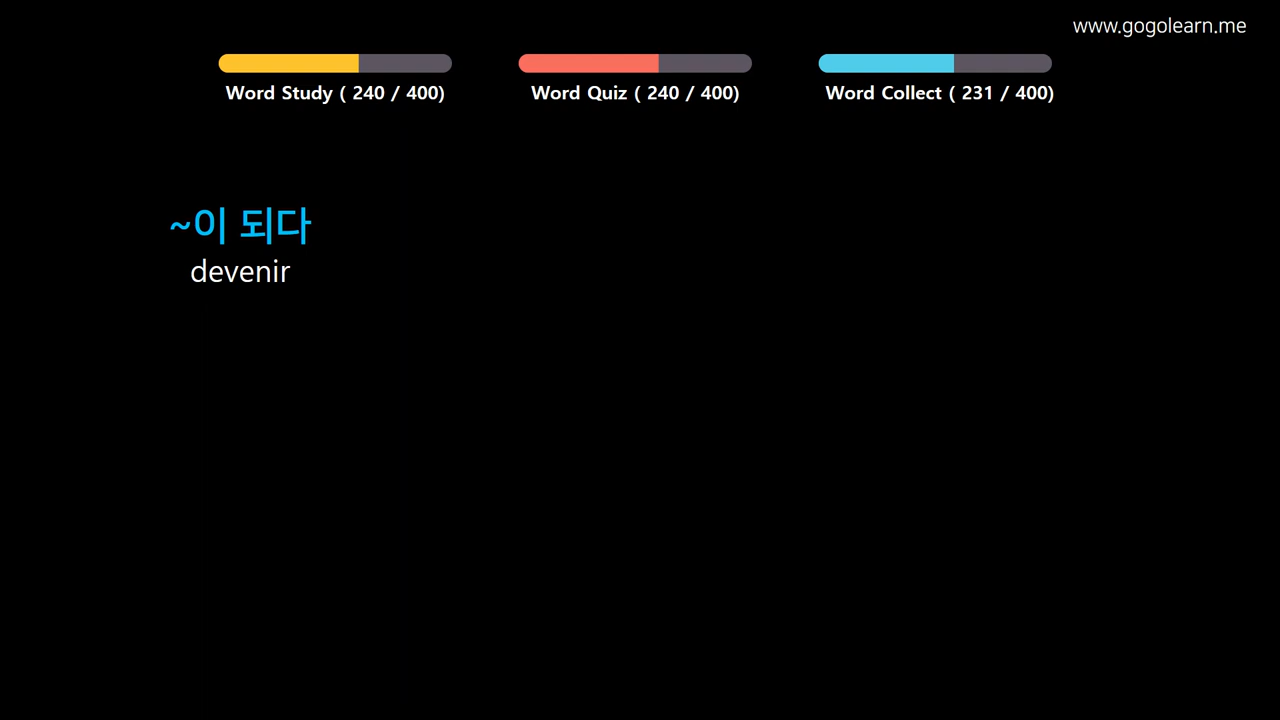 www.gogolearn.me
Word Study ( 240 / 400)
Word Quiz ( 240 / 400)
Word Collect ( 231 / 400)
~이 되다
devenir